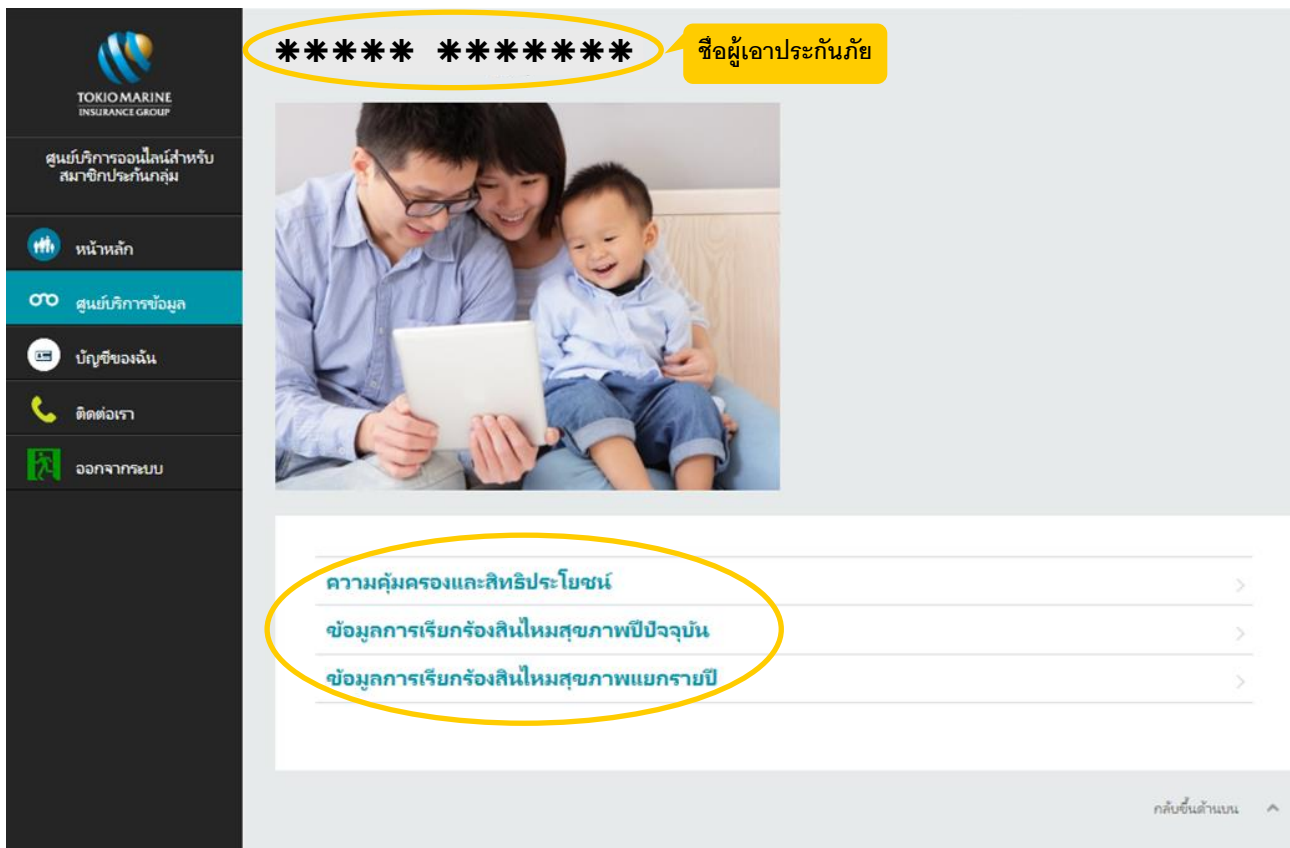 ***** *******
ชื่อผู้เอาประกันภัย
TOKIO MARINE
INSURANCE GROUP
ศูนย์บริการออนไลน์สำหรับ
สมาชิกประกันกลุ่ม
หน้าหลัก
ศูนย์บริการข้อมูล
บัญชีของฉัน
ติดต่อเรา
ออกจากระบบ
ความคุ้มครองและสิทธิประโยชน์
ข้อมูลการเรียกร้องสินไหมสุขภาพปีปัจจุบัน
ข้อมูลการเรียกร้องสินไหมสุขภาพแยกรายปี
กลับขึ้นด้านบน